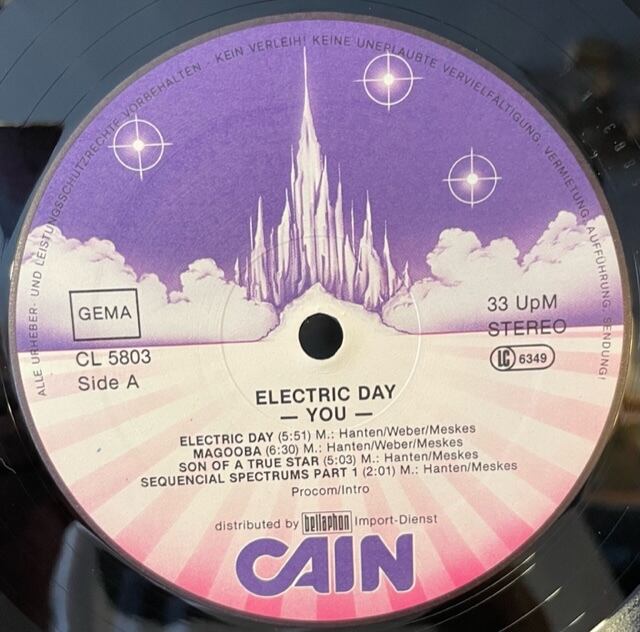 ALLE URHEBER- UND LEISTUNGSSCHUTZRECHTE VORBEHALTEN · KEIN VERLEIH! KEINE UNERLAUBTE VERVIELFÄLTIGUNG, VERMIETUNG, AUFFÜHRUNG, SENDUNG!
GEMA
CL 5803
Side A
33 UpM
STEREO
LC 6349
ELECTRIC DAY
— YOU —
ELECTRIC DAY (5:51) M.: Hanten/Weber/Meskes
MAGOOBA (6:30) M.: Hanten/Weber/Meskes
SON OF A TRUE STAR (5:03) M.: Hanten/Meskes
SEQUENCIAL SPECTRUMS PART 1 (2:01) M.: Hanten/Meskes
Procom/Intro
distributed by bellaphon Import-Dienst
CAIN